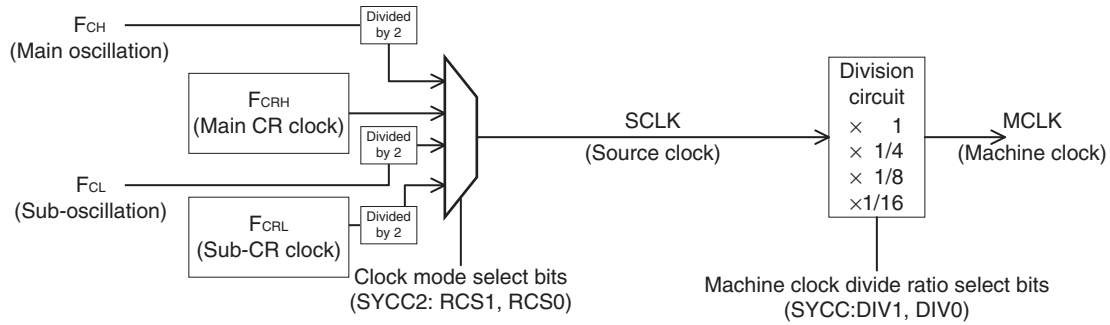 FCH
(Main oscillation)
Divided
by 2
FCRH
(Main CR clock)
Divided
by 2
FCL
(Sub-oscillation)
FCRL
(Sub-CR clock)
Divided
by 2
Clock mode select bits
(SYCC2: RCS1, RCS0)
SCLK
(Source clock)
Division
circuit
× 1
× 1/4
× 1/8
×1/16
MCLK
(Machine clock)
Machine clock divide ratio select bits
(SYCC:DIV1, DIV0)